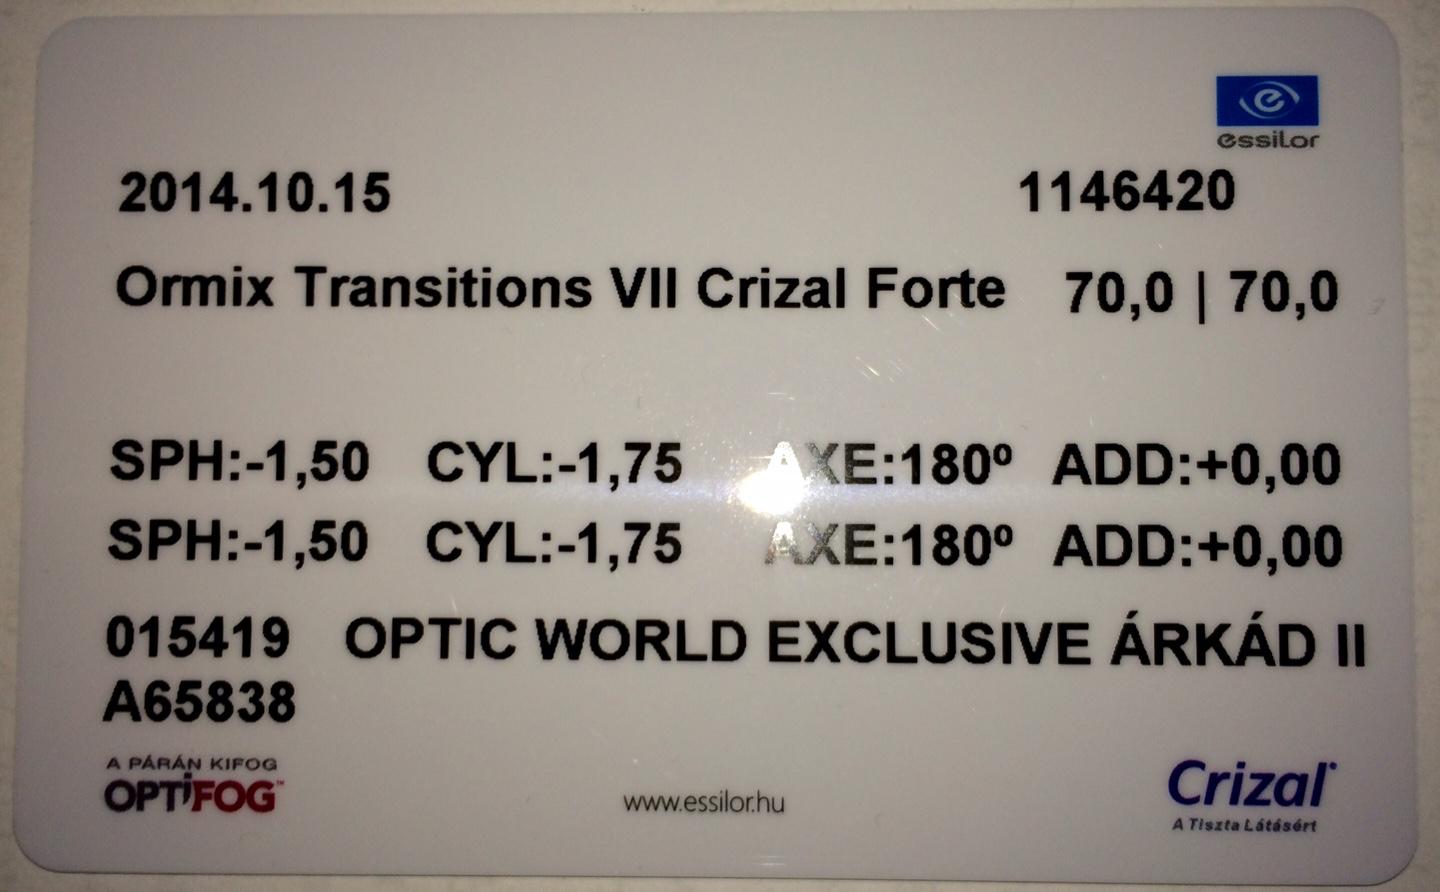 essilor
2014.10.15 1146420
Ormix Transitions VII Crizal Forte 70,0 | 70,0
SPH:-1,50 CYL:-1,75 AXE:180º ADD:+0,00
SPH:-1,50 CYL:-1,75 AXE:180º ADD:+0,00
015419 OPTIC WORLD EXCLUSIVE ÁRKÁD II
A65838
A PÁRÁN KIFOG
OPTIFOG™
www.essilor.hu
Crizal
A Tiszta Látásért